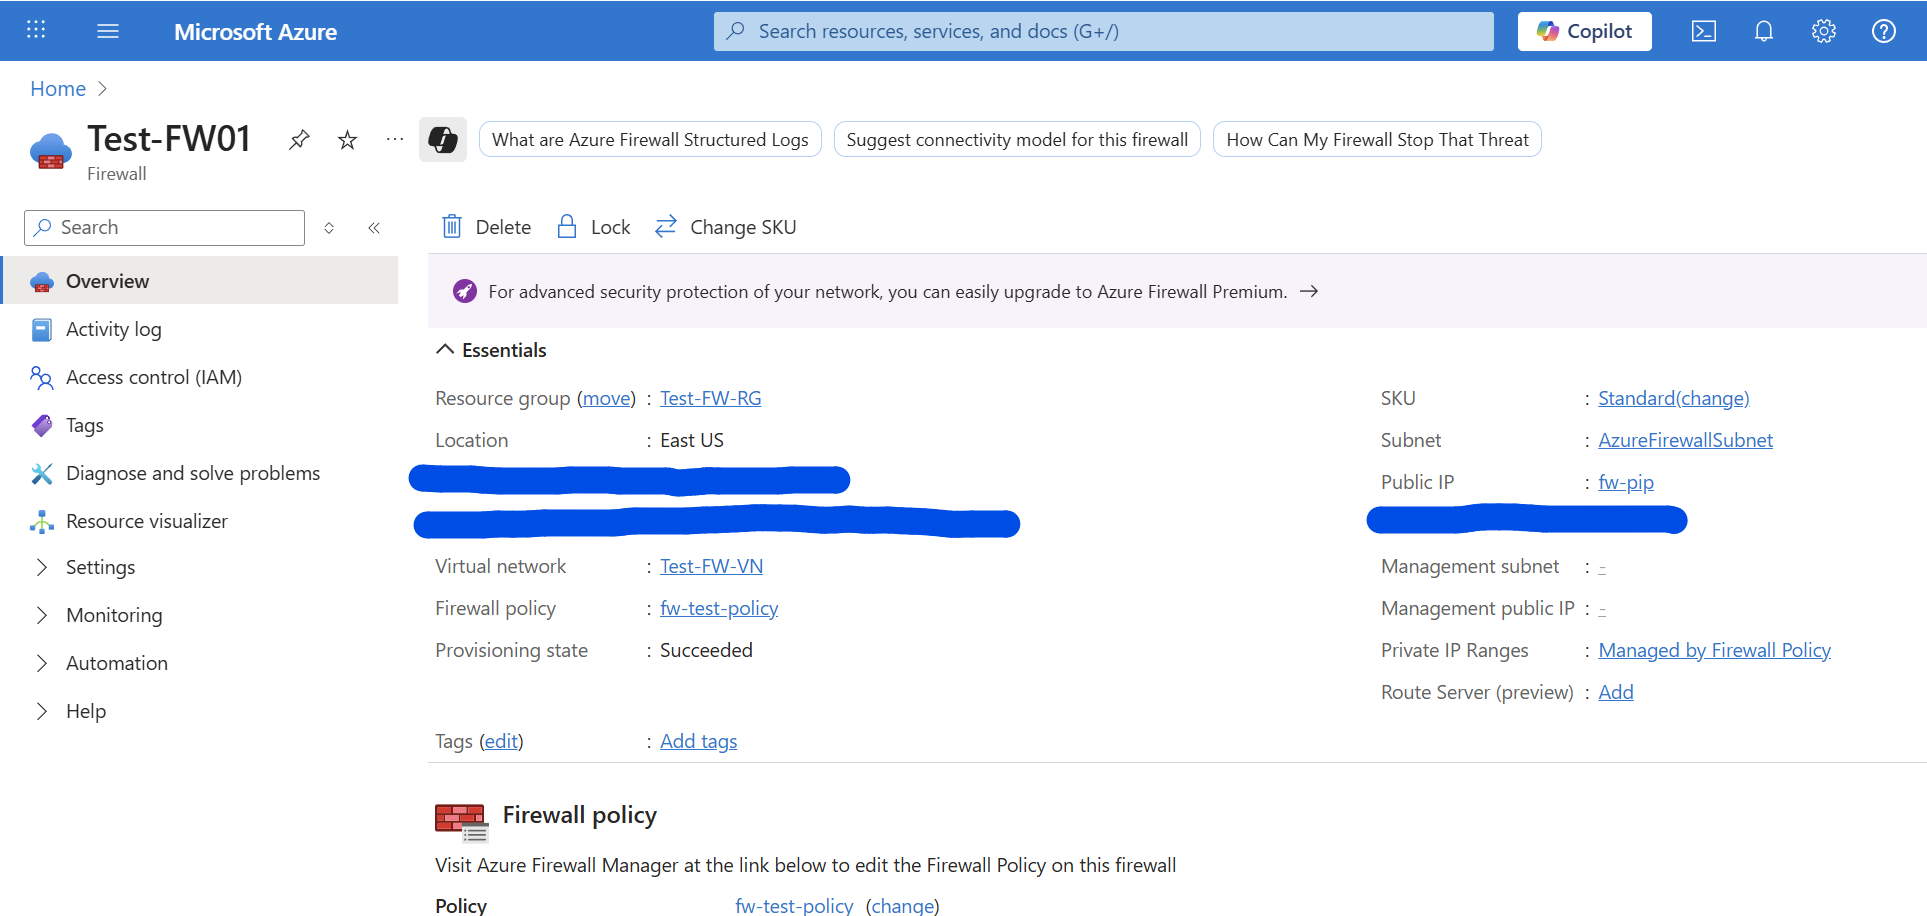 Microsoft Azure
Search resources, services, and docs (G+/)
Copilot
Home
Test-FW01
Firewall
What are Azure Firewall Structured Logs
Suggest connectivity model for this firewall
How Can My Firewall Stop That Threat
Search
Overview
Activity log
Access control (IAM)
Tags
Diagnose and solve problems
Resource visualizer
Settings
Monitoring
Automation
Help
Delete
Lock
Change SKU
For advanced security protection of your network, you can easily upgrade to Azure Firewall Premium. →
Essentials
Resource group (move) : Test-FW-RG
Location : East US
Virtual network : Test-FW-VN
Firewall policy : fw-test-policy
Provisioning state : Succeeded
SKU : Standard(change)
Subnet : AzureFirewallSubnet
Public IP : fw-pip
Management subnet : -
Management public IP : -
Private IP Ranges : Managed by Firewall Policy
Route Server (preview) : Add
Tags (edit) : Add tags
Firewall policy
Visit Azure Firewall Manager at the link below to edit the Firewall Policy on this firewall
Policy fw-test-policy (change)